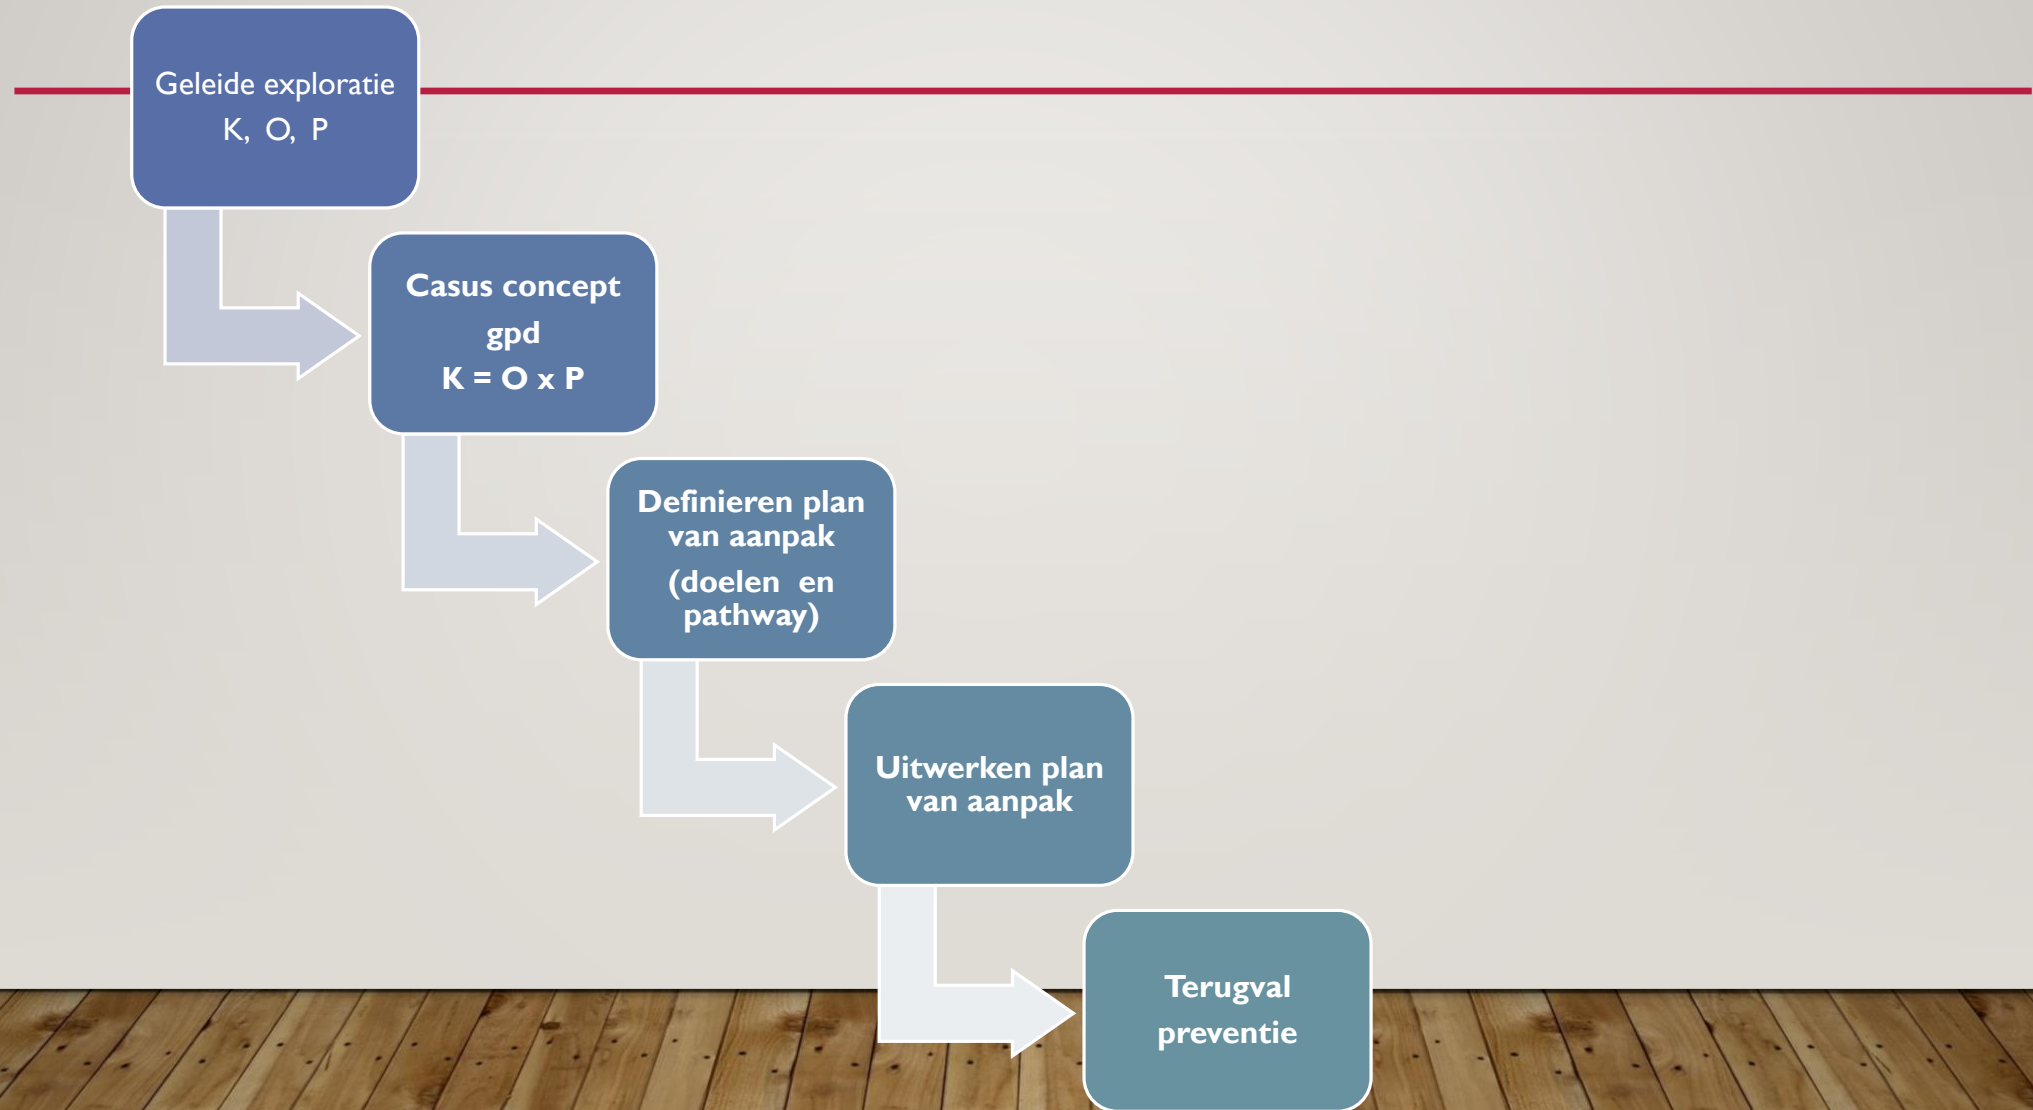 Geleide exploratie
K, O, P
Casus concept
gpd
K = O x P
Definieren plan
van aanpak
(doelen en
pathway)
Uitwerken plan
van aanpak
Terugval
preventie